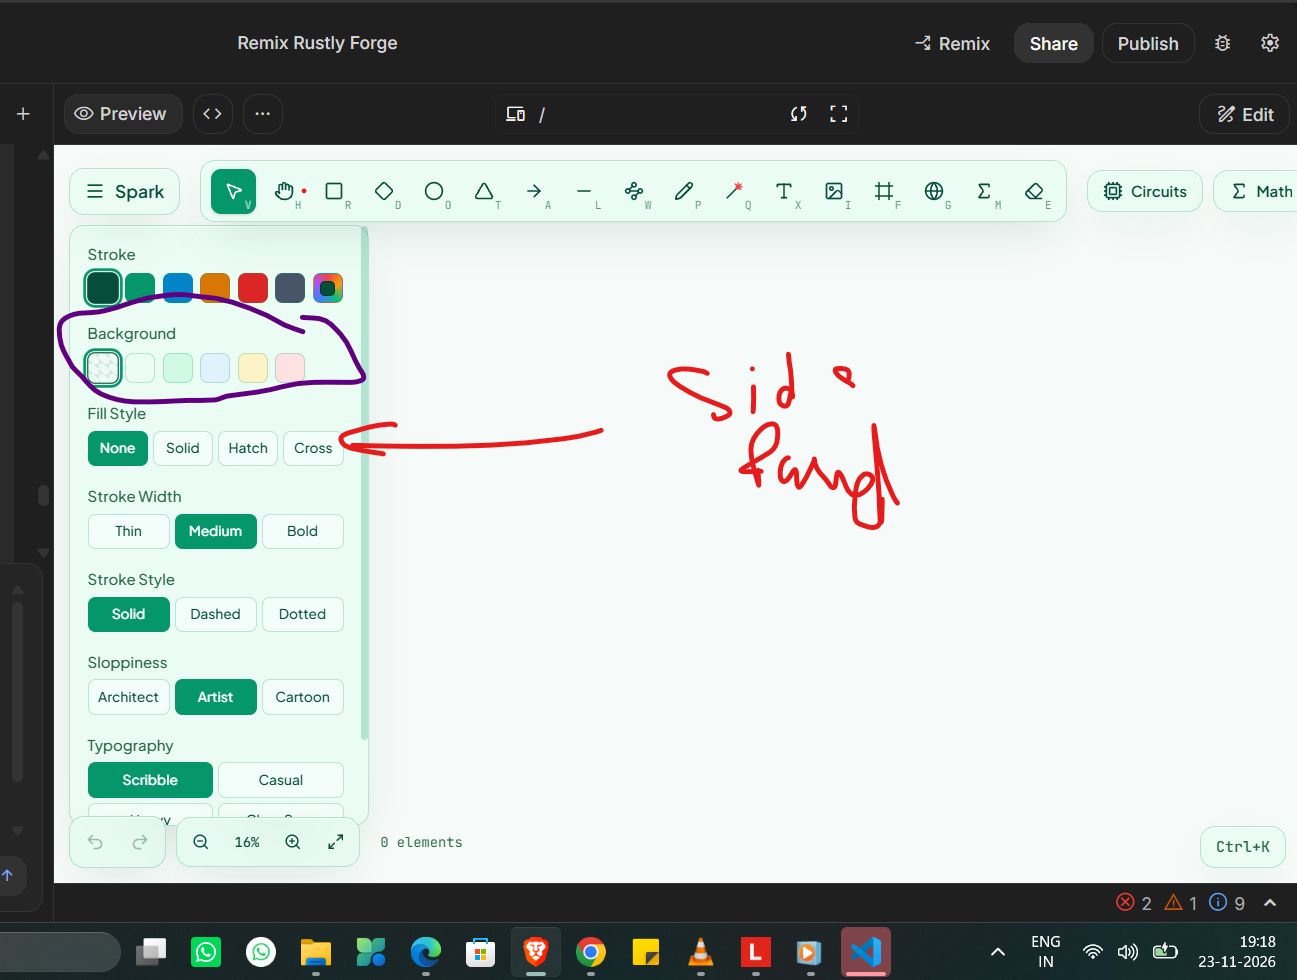 Remix Rustly Forge
Remix
Share
Publish
Preview
/
Edit
Spark
V
H
R
D
O
T
A
L
W
P
Q
X
I
F
G
M
E
Circuits
Math
Stroke
Background
Fill Style
None
Solid
Hatch
Cross
Stroke Width
Thin
Medium
Bold
Stroke Style
Solid
Dashed
Dotted
Sloppiness
Architect
Artist
Cartoon
Typography
Scribble
Casual
16%
0 elements
Ctrl+K
Sid
2
1
9
L
ENG
IN
19:18
23-11-2026